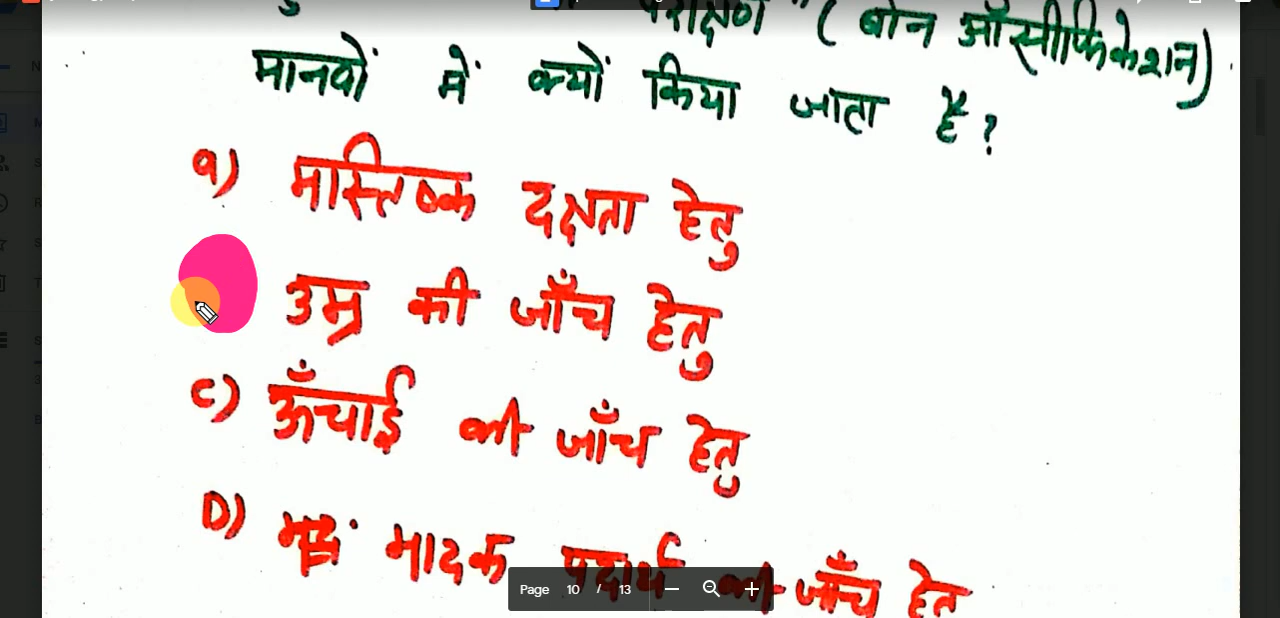 परीक्षण " ( बोन ऑसीफिकेशन)
मानवों में क्यों किया जाता है?
a) मस्तिष्क दक्षता हेतु
उम्र की जाँच हेतु
C) ऊँचाई की जाँच हेतु
D) मादक पदार्थ की जाँच हेतु
Page 10 / 13